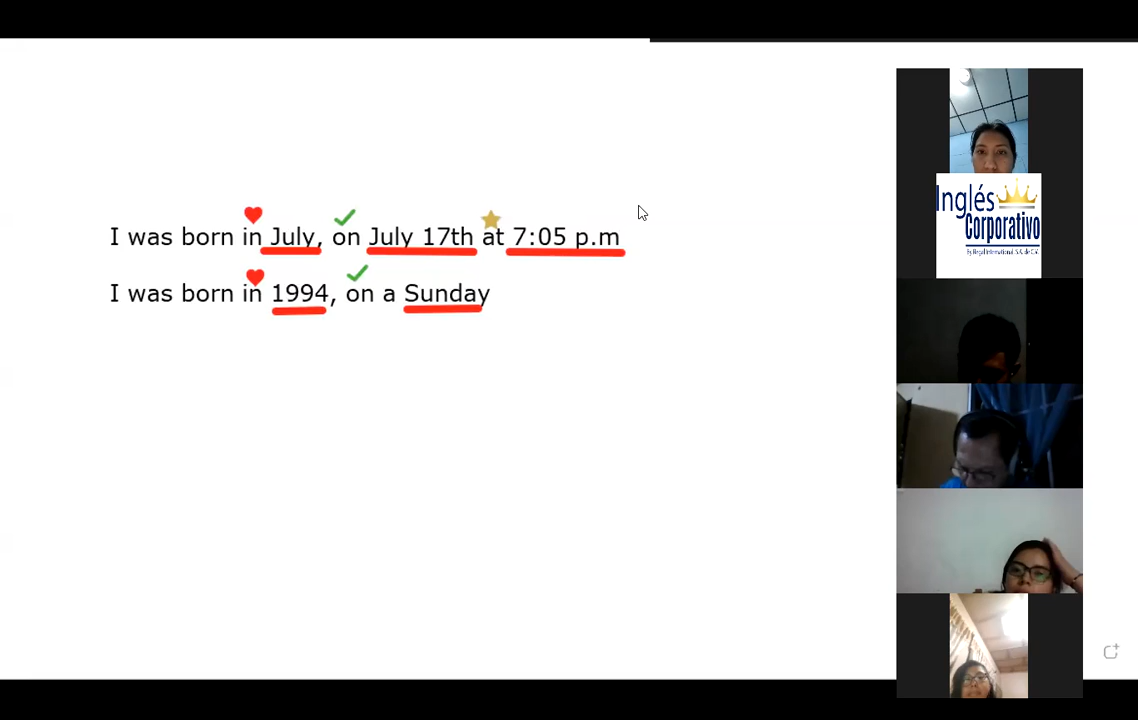 I was born in July, on July 17th at 7:05 p.m
I was born in 1994, on a Sunday
Inglés
Corporativo